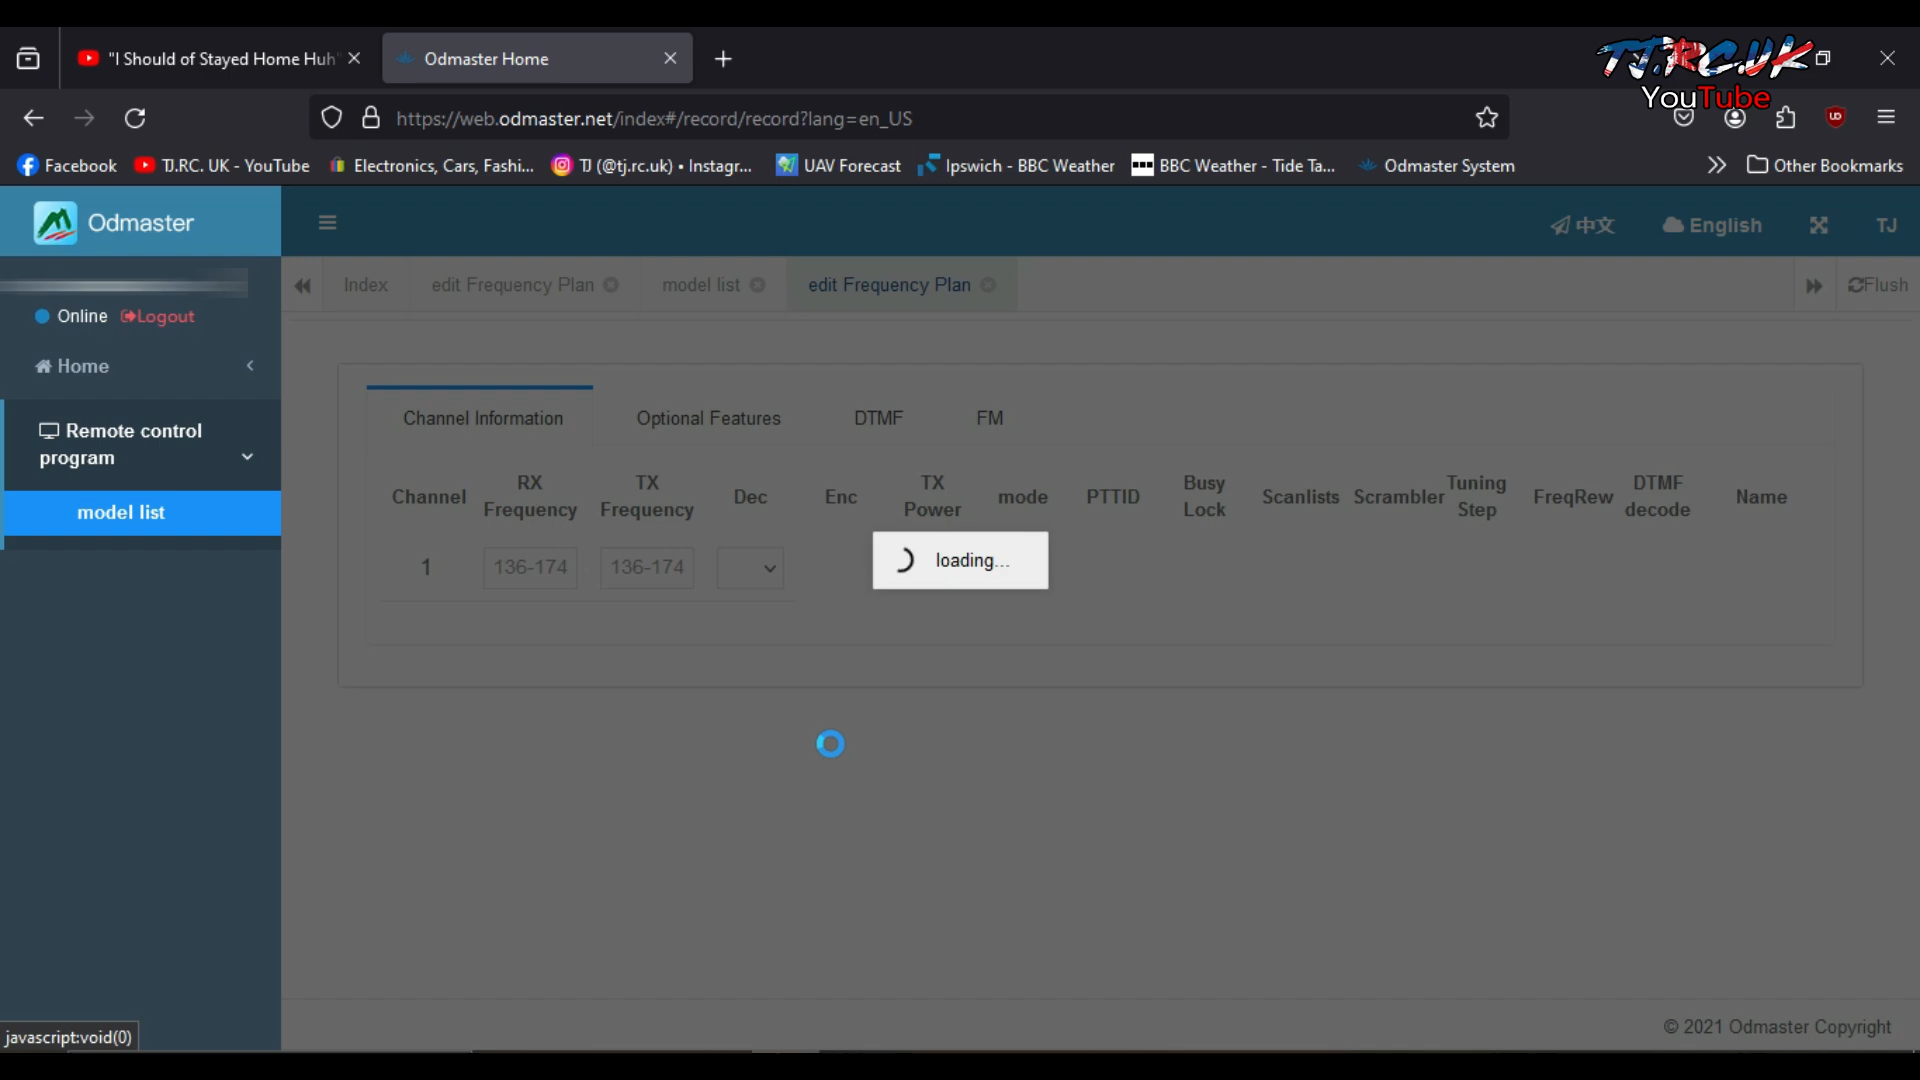 "I Should of Stayed Home Huh"
Odmaster Home
TJ.RC.UK
YouTube
https://web.odmaster.net/index#/record/record?lang=en_US
Facebook
TJ.RC. UK - YouTube
Electronics, Cars, Fashi...
TJ (@tj.rc.uk) • Instagr...
UAV Forecast
Ipswich - BBC Weather
BBC Weather - Tide Ta...
Odmaster System
Other Bookmarks
Odmaster
中文
English
TJ
Index
edit Frequency Plan
model list
edit Frequency Plan
Flush
Online
Logout
Home
Remote control
program
model list
Channel Information
Optional Features
DTMF
FM
Channel
RX
Frequency
TX
Frequency
Dec
Enc
TX
Power
mode
PTTID
Busy
Lock
Scanlists
Scrambler
Tuning
Step
FreqRew
DTMF
decode
Name
1
136-174
136-174
loading...
© 2021 Odmaster Copyright
javascript:void(0)